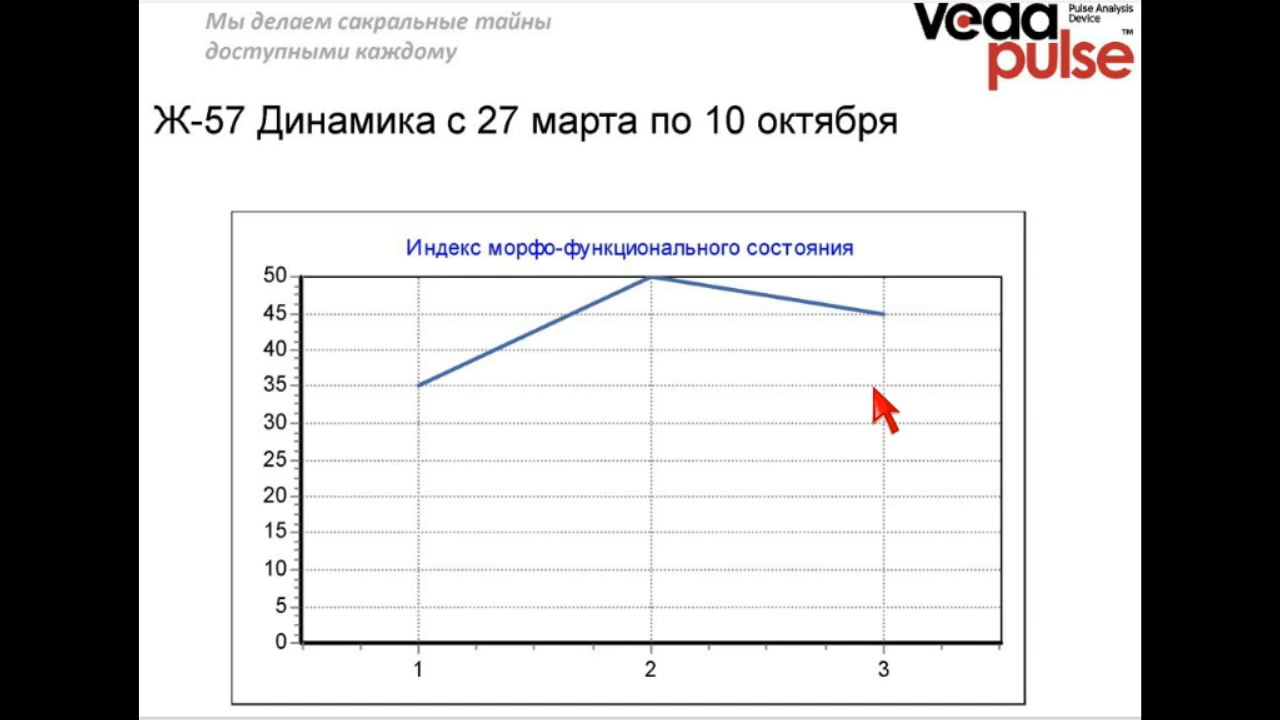 Мы делаем сакральные тайны
доступными каждому
veda
Pulse Analysis
Device
pulse
TM
Ж-57 Динамика с 27 марта по 10 октября
Индекс морфо-функционального состояния
50
45
40
35
30
25
20
15
10
5
0
1 2 3